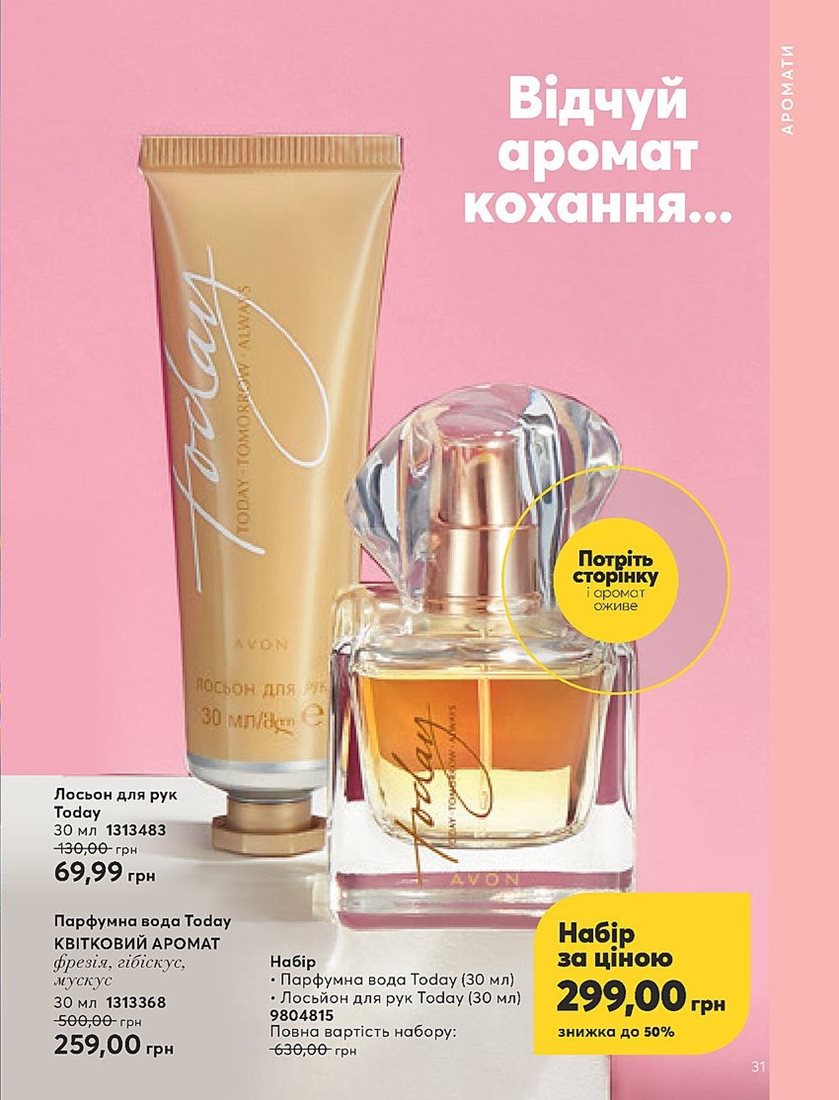 АРОМАТИ
Відчуй
аромат
кохання...
today
TODAY · TOMORROW · ALWAYS
AVON
ЛОСЬОН ДЛЯ РУК
30 МЛ/მლ e
Потріть
сторінку
і аромат
оживе
today
TODAY · TOMORROW · ALWAYS
AVON
Лосьон для рук
Today
30 мл 1313483
130,00 грн
69,99 грн
Парфумна вода Today
КВІТКОВИЙ АРОМАТ
фрезія, гібіскус,
мускус
30 мл 1313368
500,00 грн
259,00 грн
Набір
• Парфумна вода Today (30 мл)
• Лосьйон для рук Today (30 мл)
9804815
Повна вартість набору:
630,00 грн
Набір
за ціною
299,00 грн
знижка до 50%
31